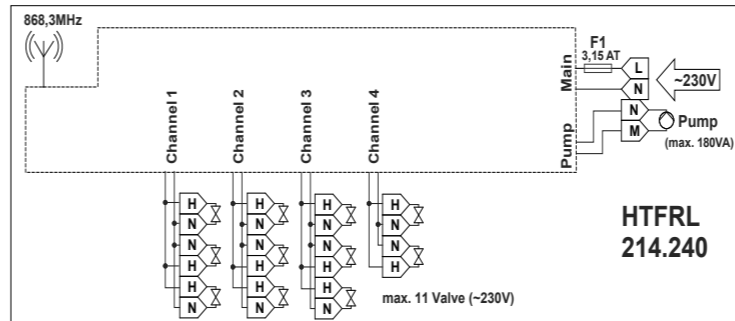 868,3MHz
F1
3,15 AT
Main
L
N
~230V
Pump
N
M
Pump
(max. 180VA)
Channel 1
Channel 2
Channel 3
Channel 4
H
N
N
H
H
N
H
N
N
H
H
N
H
N
N
H
H
N
H
N
N
H
max. 11 Valve (~230V)
HTFRL
214.240